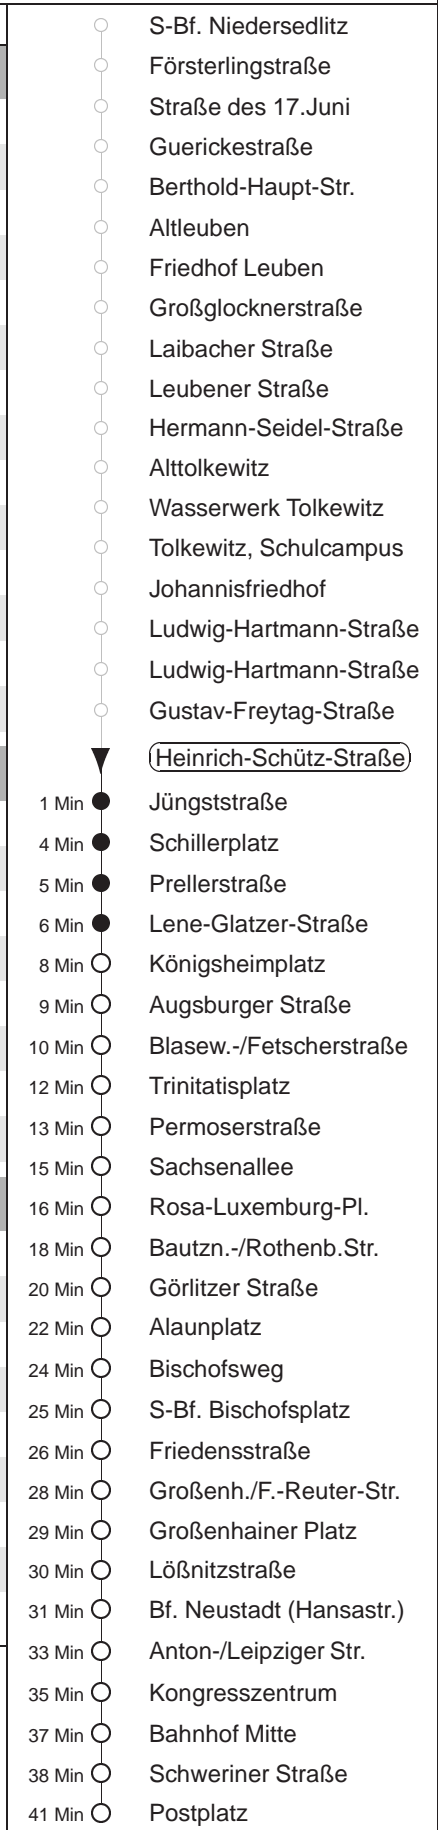 S-Bf. Niedersedlitz
Försterlingstraße
Straße des 17.Juni
Guerickestraße
Berthold-Haupt-Str.
Altleuben
Friedhof Leuben
Großglocknerstraße
Laibacher Straße
Leubener Straße
Hermann-Seidel-Straße
Alttolkewitz
Wasserwerk Tolkewitz
Tolkewitz, Schulcampus
Johannisfriedhof
Ludwig-Hartmann-Straße
Ludwig-Hartmann-Straße
Gustav-Freytag-Straße
Heinrich-Schütz-Straße
1 Min Jüngststraße
4 Min Schillerplatz
5 Min Prellerstraße
6 Min Lene-Glatzer-Straße
8 Min Königsheimplatz
9 Min Augsburger Straße
10 Min Blasew.-/Fetscherstraße
12 Min Trinitatisplatz
13 Min Permoserstraße
15 Min Sachsenallee
16 Min Rosa-Luxemburg-Pl.
18 Min Bautzn.-/Rothenb.Str.
20 Min Görlitzer Straße
22 Min Alaunplatz
24 Min Bischofsweg
25 Min S-Bf. Bischofsplatz
26 Min Friedensstraße
28 Min Großenh./F.-Reuter-Str.
29 Min Großenhainer Platz
30 Min Lößnitzstraße
31 Min Bf. Neustadt (Hansastr.)
33 Min Anton-/Leipziger Str.
35 Min Kongresszentrum
37 Min Bahnhof Mitte
38 Min Schweriner Straße
41 Min Postplatz